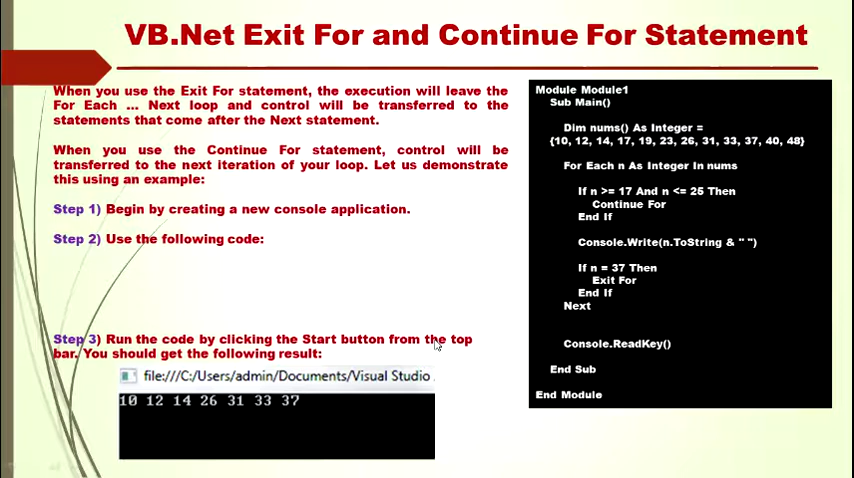 VB.Net Exit For and Continue For Statement
When you use the Exit For statement, the execution will leave the
For Each ... Next loop and control will be transferred to the
statements that come after the Next statement.
When you use the Continue For statement, control will be
transferred to the next iteration of your loop. Let us demonstrate
this using an example:
Step 1) Begin by creating a new console application.
Step 2) Use the following code:
Step 3) Run the code by clicking the Start button from the top
bar. You should get the following result:
file:///C:/Users/admin/Documents/Visual Studio
10 12 14 26 31 33 37
Module Module1
Sub Main()
Dim nums() As Integer =
{10, 12, 14, 17, 19, 23, 26, 31, 33, 37, 40, 48}
For Each n As Integer In nums
If n >= 17 And n <= 25 Then
Continue For
End If
Console.Write(n.ToString & " ")
If n = 37 Then
Exit For
End If
Next
Console.ReadKey()
End Sub
End Module